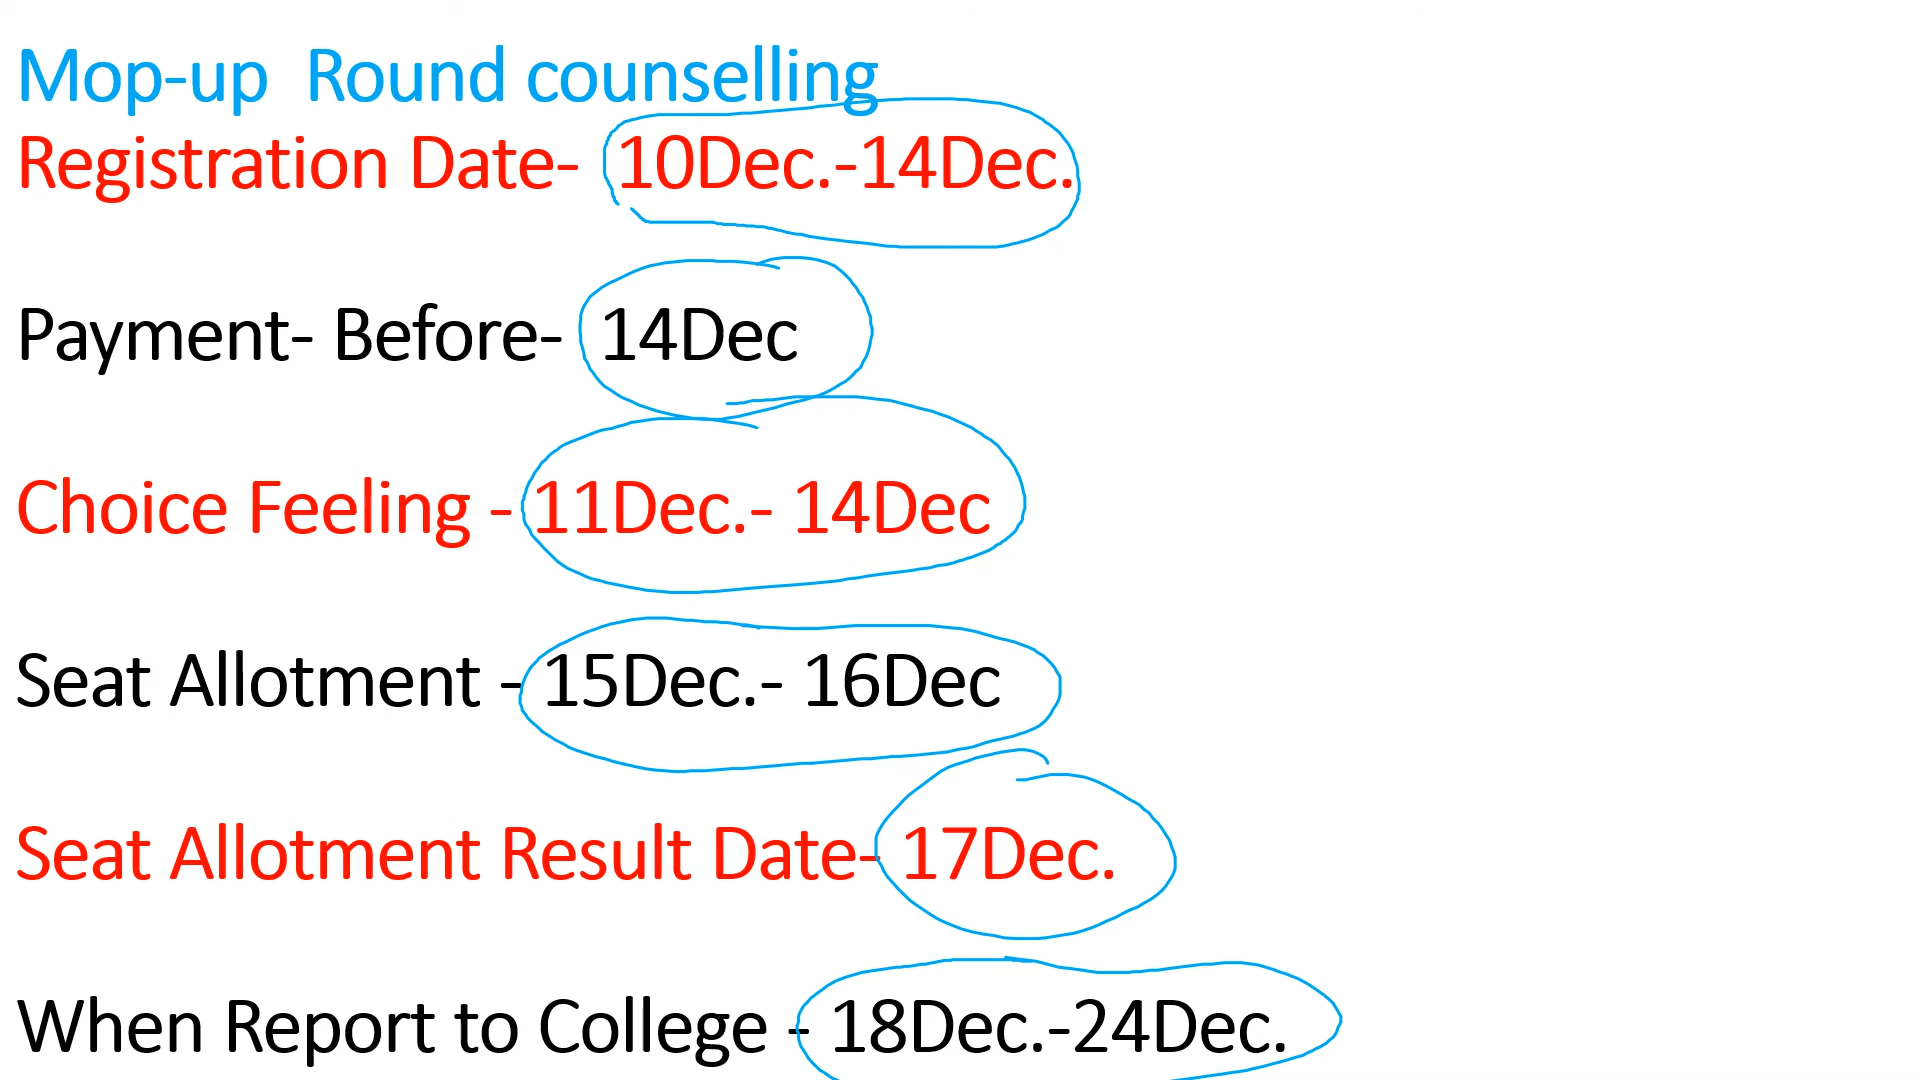 Mop-up  Round counselling
Registration Date-  10Dec.-14Dec.
Payment- Before-  14Dec
Choice Feeling - 11Dec.- 14Dec
Seat Allotment - 15Dec.- 16Dec
Seat Allotment Result Date- 17Dec.
When Report to College - 18Dec.-24Dec.